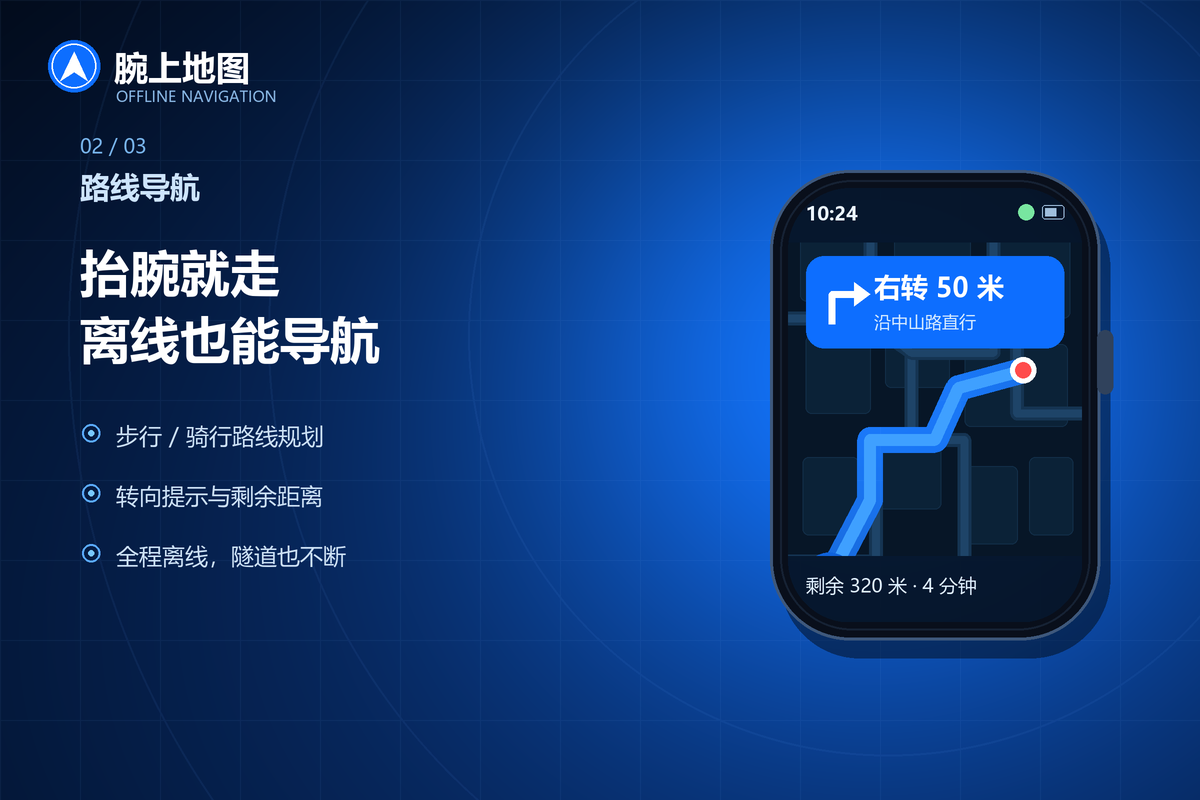 腕上地图
OFFLINE NAVIGATION
02 / 03
路线导航
抬腕就走
离线也能导航
步行 / 骑行路线规划
转向提示与剩余距离
全程离线，隧道也不断
10:24
右转 50 米
沿中山路直行
剩余 320 米 · 4 分钟